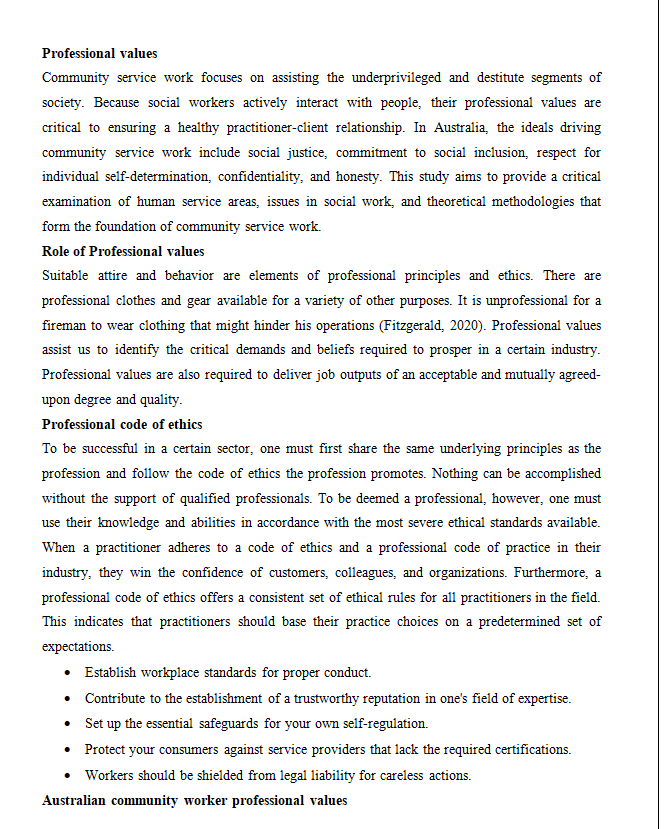 Professional values
Community service work focuses on assisting the underprivileged and destitute segments of
society. Because social workers actively interact with people, their professional values are
critical to ensuring a healthy practitioner-client relationship. In Australia, the ideals driving
community service work include social justice, commitment to social inclusion, respect for
individual self-determination, confidentiality, and honesty. This study aims to provide a critical
examination of human service areas, issues in social work, and theoretical methodologies that
form the foundation of community service work.
Role of Professional values
Suitable attire and behavior are elements of professional principles and ethics. There are
professional clothes and gear available for a variety of other purposes. It is unprofessional for a
fireman to wear clothing that might hinder his operations (Fitzgerald, 2020). Professional values
assist us to identify the critical demands and beliefs required to prosper in a certain industry.
Professional values are also required to deliver job outputs of an acceptable and mutually agreed-
upon degree and quality.
Professional code of ethics
To be successful in a certain sector, one must first share the same underlying principles as the
profession and follow the code of ethics the profession promotes. Nothing can be accomplished
without the support of qualified professionals. To be deemed a professional, however, one must
use their knowledge and abilities in accordance with the most severe ethical standards available.
When a practitioner adheres to a code of ethics and a professional code of practice in their
industry, they win the confidence of customers, colleagues, and organizations. Furthermore, a
professional code of ethics offers a consistent set of ethical rules for all practitioners in the field.
This indicates that practitioners should base their practice choices on a predetermined set of
expectations.
• Establish workplace standards for proper conduct.
• Contribute to the establishment of a trustworthy reputation in one's field of expertise.
• Set up the essential safeguards for your own self-regulation.
• Protect your consumers against service providers that lack the required certifications.
• Workers should be shielded from legal liability for careless actions.
Australian community worker professional values